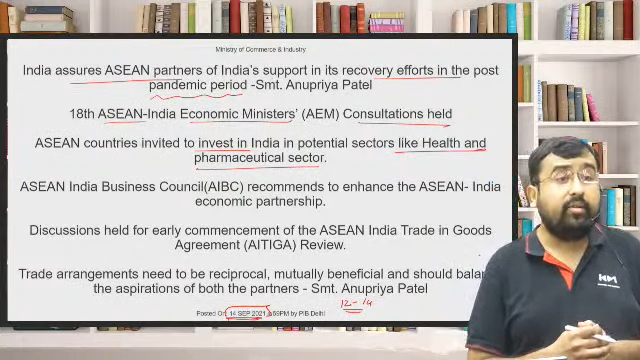 Ministry of Commerce & Industry
India assures ASEAN partners of India's support in its recovery efforts in the post
pandemic period -Smt. Anupriya Patel
18th ASEAN-India Economic Ministers' (AEM) Consultations held
ASEAN countries invited to invest in India in potential sectors like Health and
pharmaceutical sector.
ASEAN India Business Council(AIBC) recommends to enhance the ASEAN- India
economic partnership.
Discussions held for early commencement of the ASEAN India Trade in Goods
Agreement (AITIGA) Review.
Trade arrangements need to be reciprocal, mutually beneficial and should
the aspirations of both the partners - Smt. Anupriya Patel
12-14
Posted On: 14 SEP 2021 by PIB Delhi